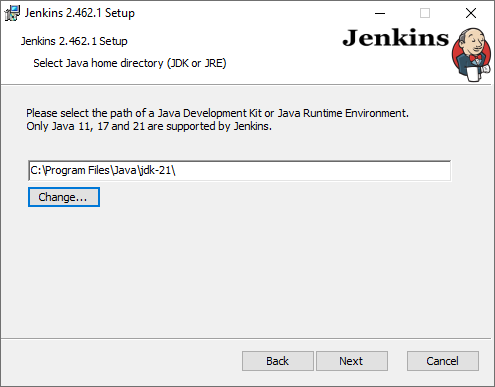 Jenkins 2.462.1 Setup
Jenkins 2.462.1 Setup
Jenkins
Select Java home directory (JDK or JRE)
Please select the path of a Java Development Kit or Java Runtime Environment.
Only Java 11, 17 and 21 are supported by Jenkins.
C:\Program Files\Java\jdk-21\
Change...
Back Next Cancel